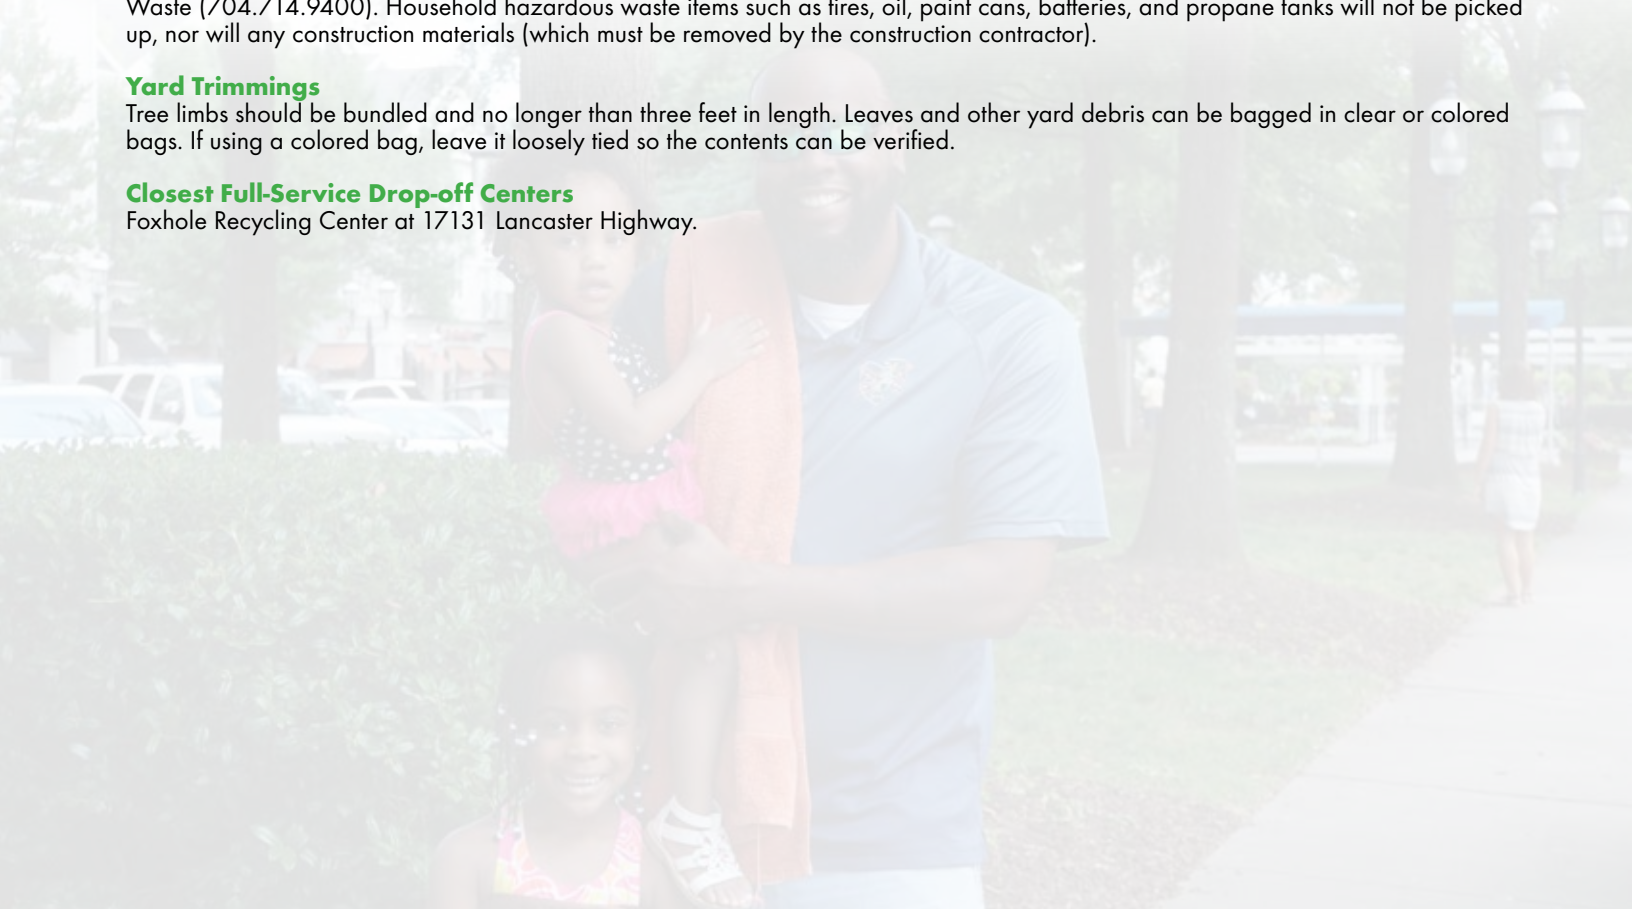 Waste (704.714.9400). Household hazardous waste items such as tires, oil, paint cans, batteries, and propane tanks will not be picked
up, nor will any construction materials (which must be removed by the construction contractor).
Yard Trimmings
Tree limbs should be bundled and no longer than three feet in length. Leaves and other yard debris can be bagged in clear or colored
bags. If using a colored bag, leave it loosely tied so the contents can be verified.
Closest Full-Service Drop-off Centers
Foxhole Recycling Center at 17131 Lancaster Highway.